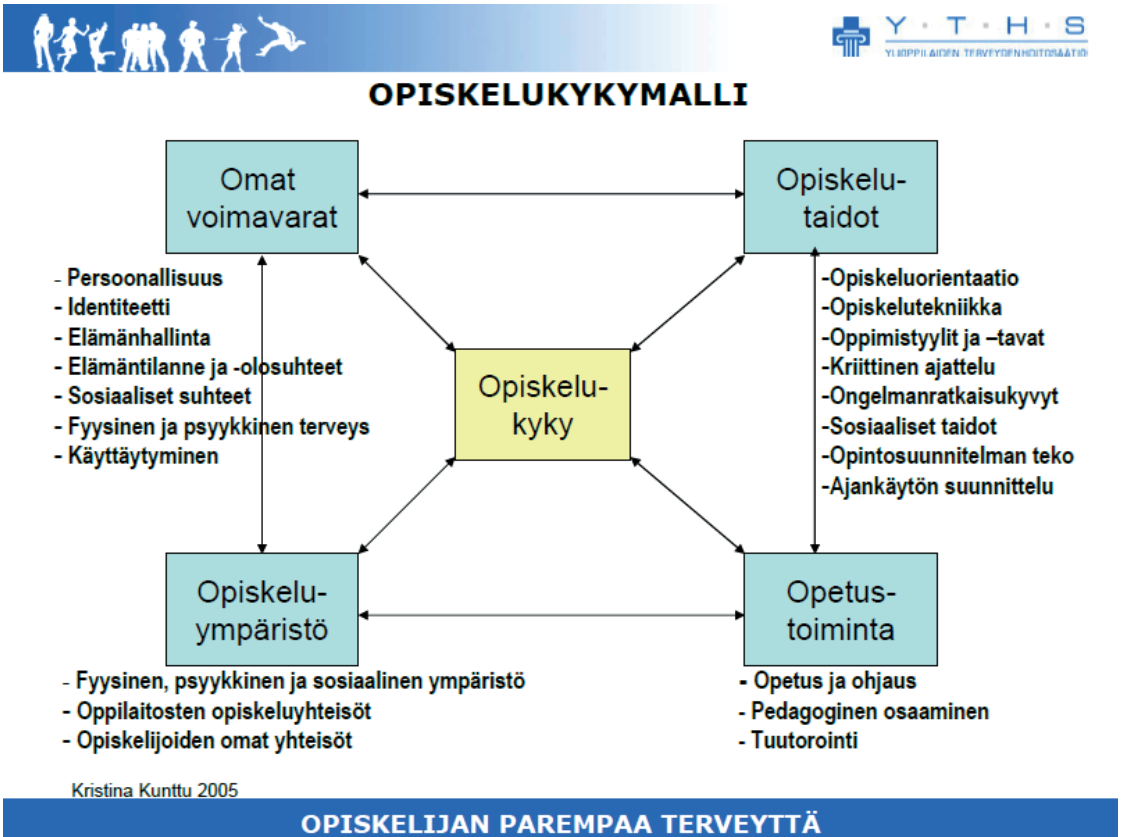 Y · T · H · S
YLIOPPILAIDEN TERVEYDENHOITOSÄÄTIÖ
OPISKELUKYKYMALLI
Omat
voimavarat
- Persoonallisuus
- Identiteetti
- Elämänhallinta
- Elämäntilanne ja -olosuhteet
- Sosiaaliset suhteet
- Fyysinen ja psyykkinen terveys
- Käyttäytyminen
Opiskelu-
taidot
-Opiskeluorientaatio
-Opiskelutekniikka
-Oppimistyylit ja –tavat
-Kriittinen ajattelu
-Ongelmanratkaisukyvyt
-Sosiaaliset taidot
-Opintosuunnitelman teko
-Ajankäytön suunnittelu
Opiskelu-
kyky
Opiskelu-
ympäristö
- Fyysinen, psyykkinen ja sosiaalinen ympäristö
- Oppilaitosten opiskeluyhteisöt
- Opiskelijoiden omat yhteisöt
Opetus-
toiminta
- Opetus ja ohjaus
- Pedagoginen osaaminen
- Tuutorointi
Kristina Kunttu 2005
OPISKELIJAN PAREMPAA TERVEYTTÄ